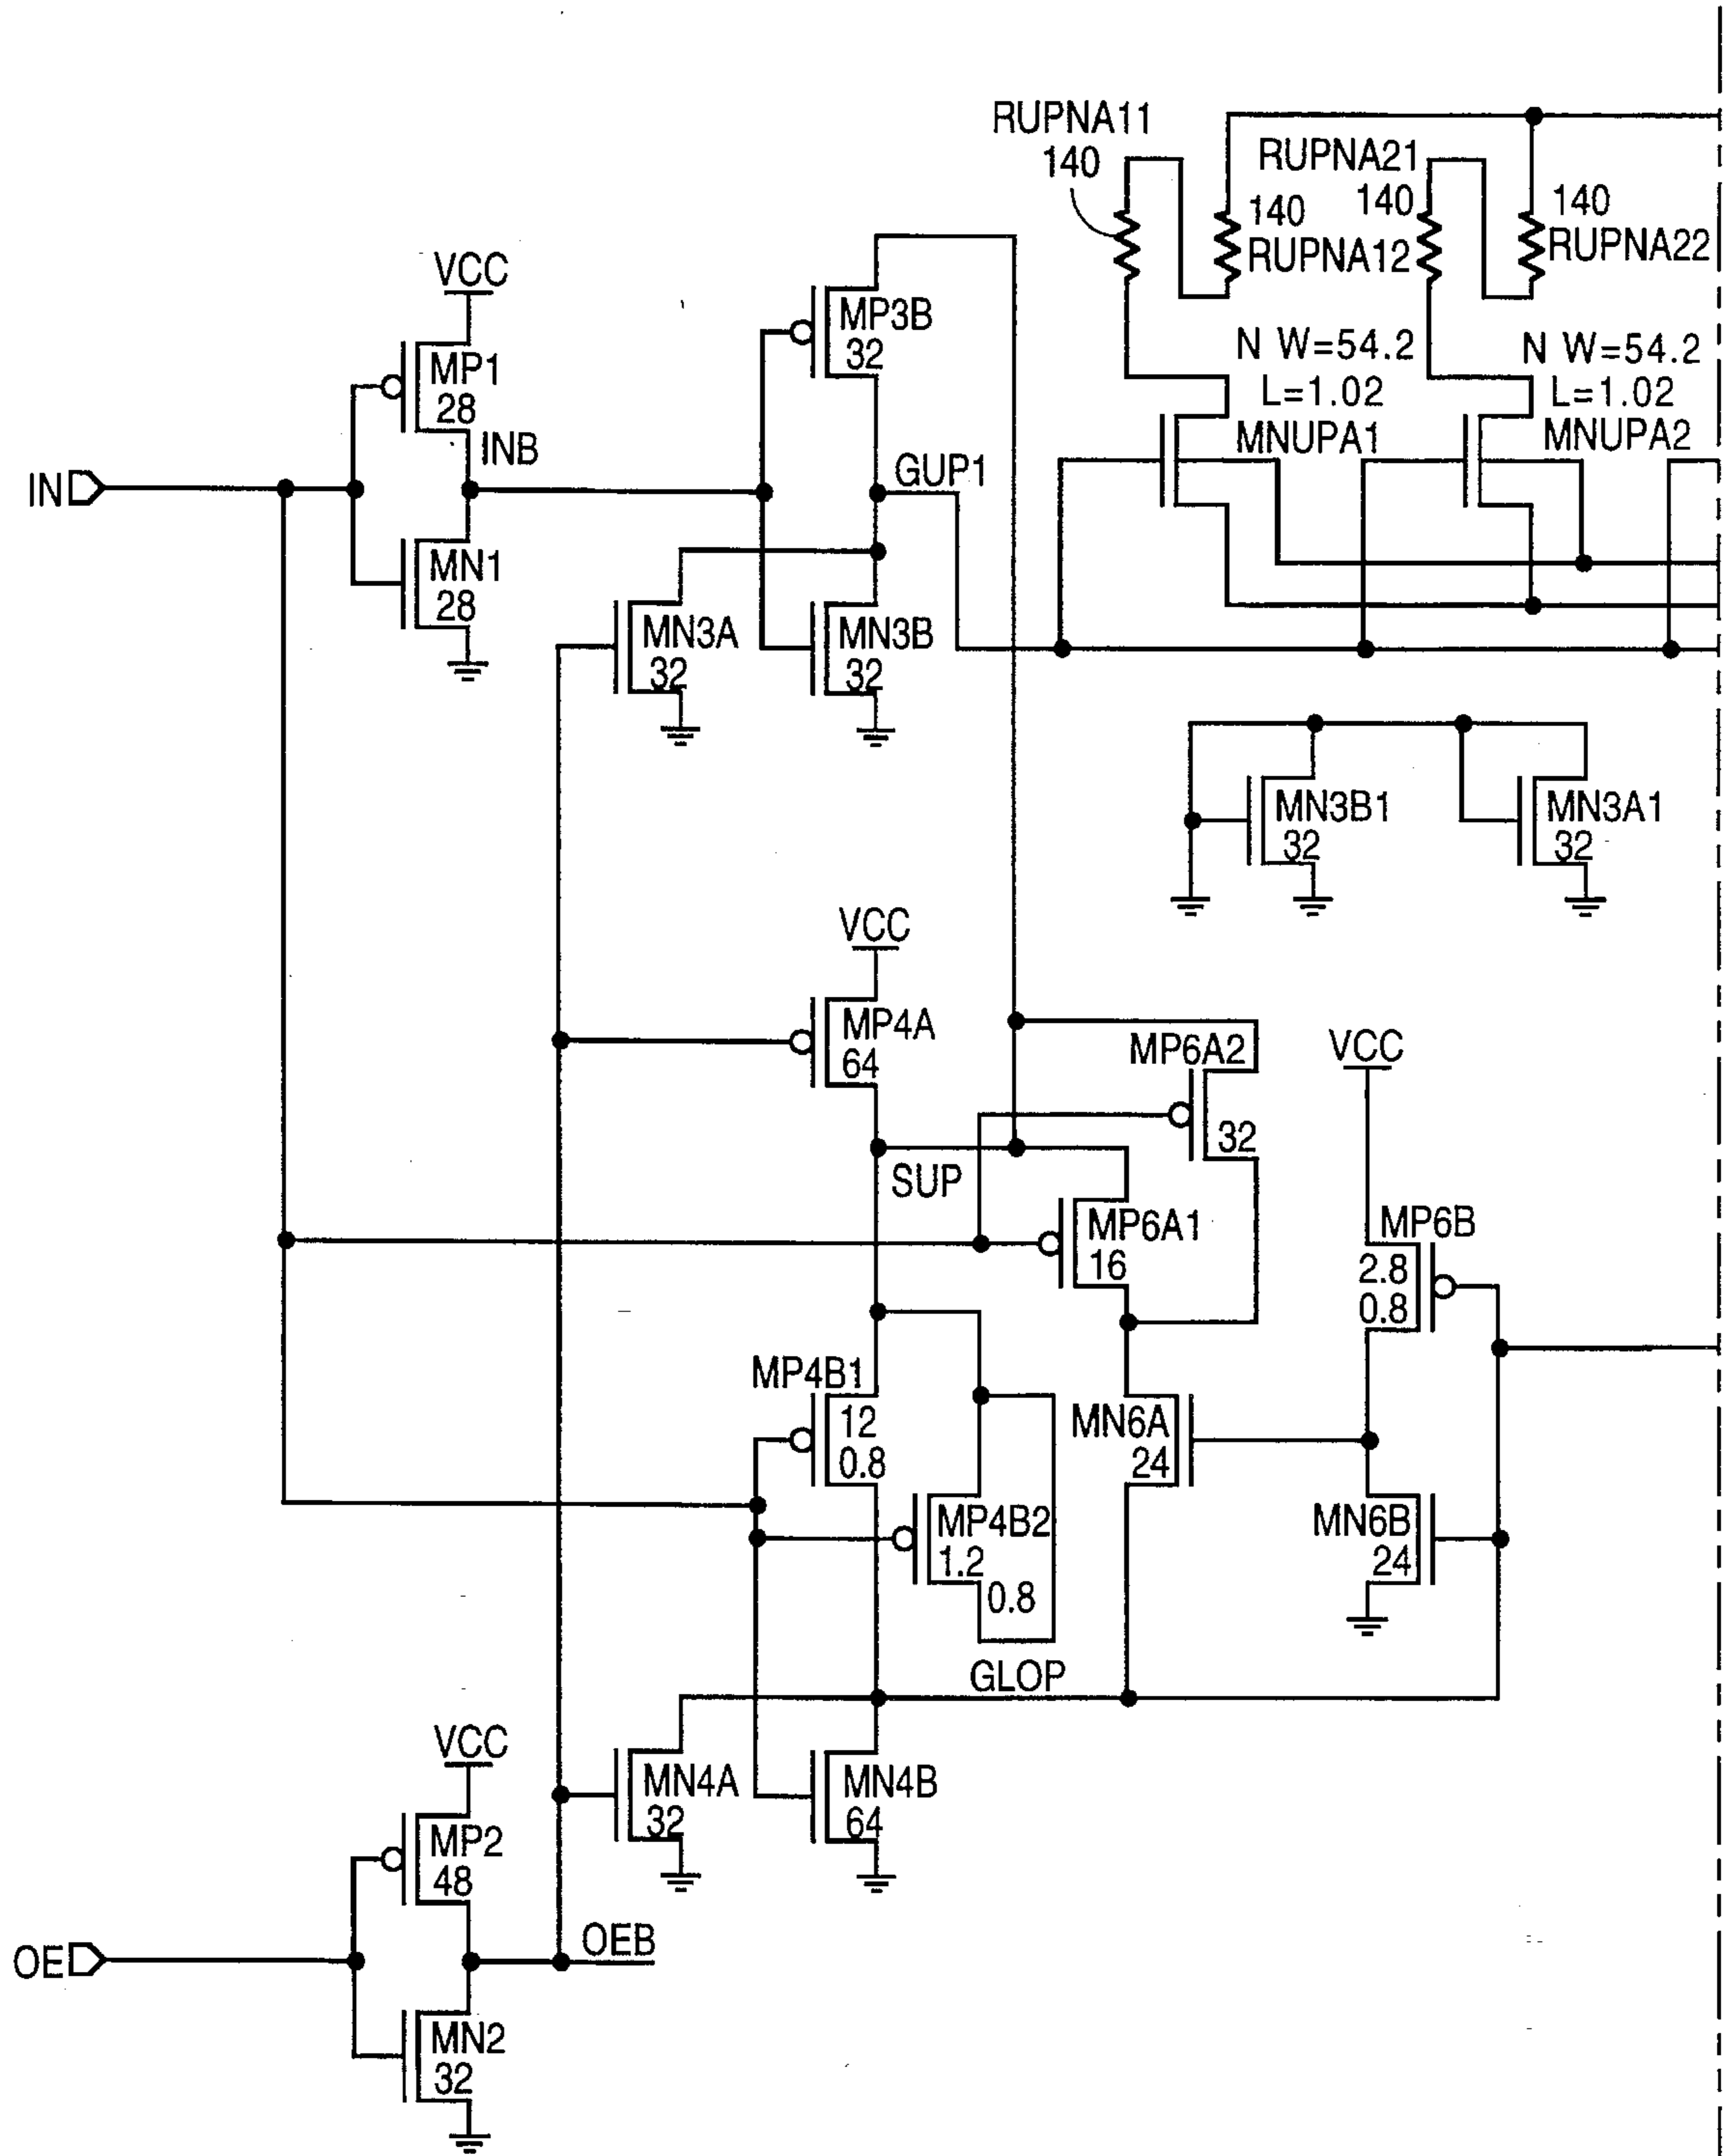 RUPNA11
140
RUPNA21
140
140
RUPNA12
140
RUPNA22
VCC
MP1
28
INB
MP3B
32
N W=54.2
L=1.02
MNUPA1
N W=54.2
L=1.02
MNUPA2
IN
GUP1
MN1
28
MN3A
32
MN3B
32
MN3B1
32
MN3A1
32
VCC
MP4A
64
MP6A2
32
VCC
SUP
MP6A1
16
MP6B
2.8
0.8
MP4B1
12
0.8
MN6A
24
MP4B2
1.2
0.8
MN6B
24
GLOP
VCC
MN4A
32
MN4B
64
MP2
48
OE
OEB
MN2
32